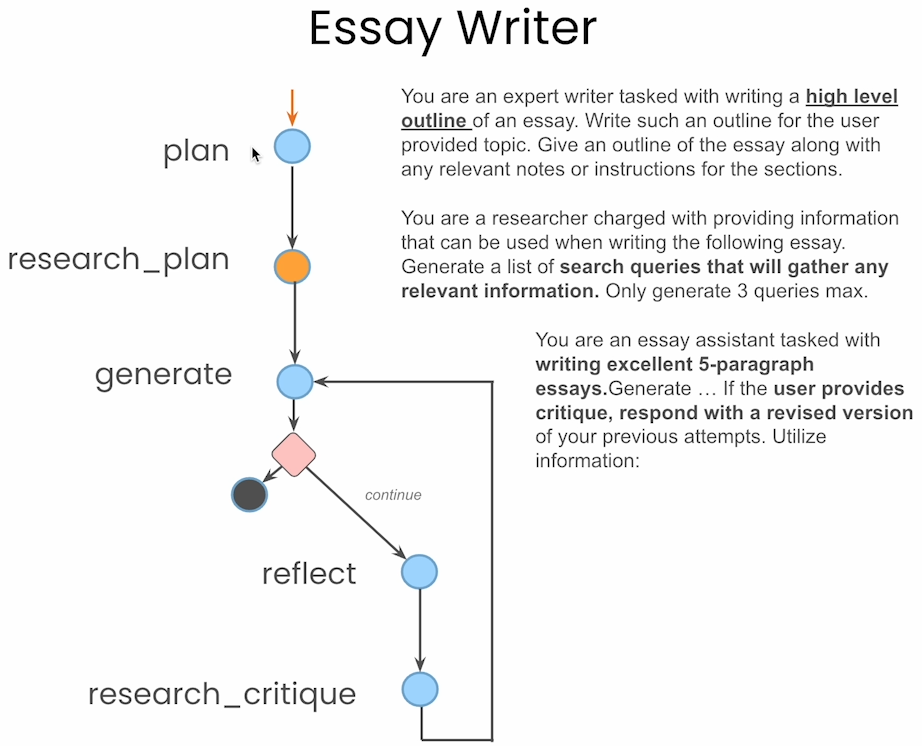 Essay Writer
plan
You are an expert writer tasked with writing a high level
outline of an essay. Write such an outline for the user
provided topic. Give an outline of the essay along with
any relevant notes or instructions for the sections.
research_plan
You are a researcher charged with providing information
that can be used when writing the following essay.
Generate a list of search queries that will gather any
relevant information. Only generate 3 queries max.
generate
You are an essay assistant tasked with
writing excellent 5-paragraph
essays.Generate … If the user provides
critique, respond with a revised version
of your previous attempts. Utilize
information:
continue
reflect
research_critique